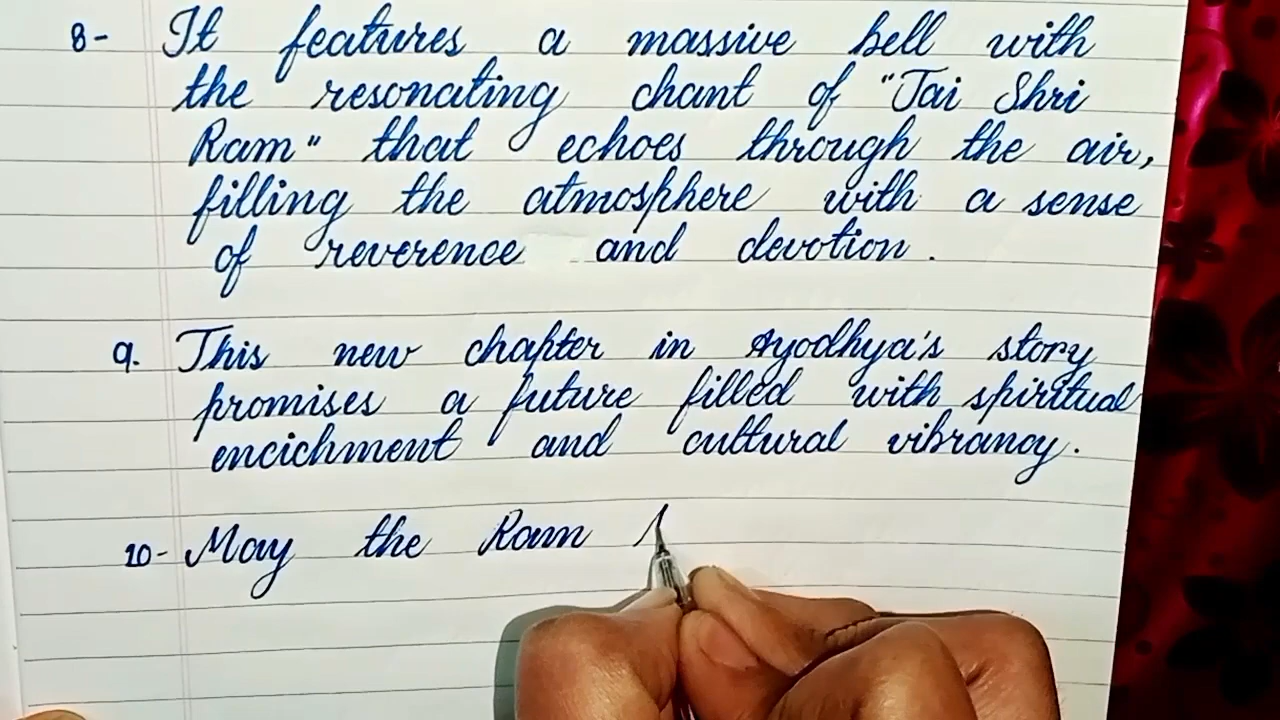 8- It features a massive bell with
the resonating chant of "Jai Shri
Ram" that echoes through the air,
filling the atmosphere with a sense
of reverence and devotion.
9. This new chapter in Ayodhya's story
promises a future filled with spiritual
encichment and cultural vibrancy.
10- May the Ram